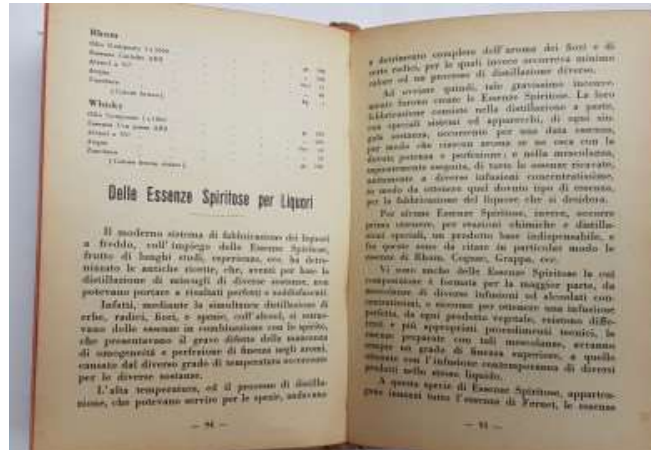 Rhum
Olio Composto
Alcool a 95°
Acqua
Zucchero
Whisky
Olio Composto
Alcool a 95°
Acqua
Zucchero
Delle Essenze Spiritose per Liquori
Il moderno sistema di fabbricazione dei liquori
a freddo, coll'impiego delle Essenze Spiritose,
frutto di lunghi studi, esperienze, ecc. ha detro-
nizzato le antiche ricette, che, aventi per base la
distillazione di miscugli di diverse sostanze, non
potevano portare a risultati perfetti e soddisfacenti.
Infatti, mediante la simultanea distillazione di
erbe, radici, fiori, e spezie, coll'alcool, si otten-
vano delle essenze in combinazione con lo spirito,
che presentavano il grave difetto della mancanza
di omogeneità e perfezione di finezza negli aromi,
causato dal diverso grado di temperatura occorrente
per le diverse sostanze.
L'alta temperatura, ed il processo di distilla-
zione, che potevano servire per le spezie, andavano
— 94 —
a detrimento completo dell'aroma dei fiori e di
certe radici, per le quali invece occorreva minimo
calore ed un processo di distillazione diverso.
Ad ovviare quindi, tale gravissimo inconve-
niente furono create le Essenze Spiritose. La loro
fabbricazione consiste nella distillazione a parte,
con speciali sistemi ed apparecchi, di ogni sin-
gola sostanza, occorrente per una data essenza,
per modo che ciascun aroma se ne esca con la
dovuta potenza e perfezione; e nella mescolanza,
sapientemente eseguita, di tutte le essenze ricavate,
unitamente a diverse infusioni concentratissime,
in modo da ottenere quel dovuto tipo di essenza,
per la fabbricazione del liquore che si desidera.
Per alcune Essenze Spiritose, invece, occorre
prima ottenere, per reazioni chimiche e distilla-
zioni speciali, un prodotto base indispensabile, e
fra queste sono da citare in particolar modo le
essenze di Rhum, Cognac, Grappa, ecc.
Vi sono anche delle Essenze Spiritose la cui
composizione è formata per la maggior parte, da
mescolanze di diverse infusioni ed alcoolati con-
centratissimi, e siccome per ottenere una infusione
perfetta, da ogni prodotto vegetale, esistono diffe-
renti e più appropriati procedimenti tecnici, le
essenze preparate con tali mescolanze, avranno
sempre un grado di finezza superiore, a quelle
ottenute con l'infusione contemporanea di diversi
prodotti nello stesso liquido.
A questa specie di Essenze Spiritose, apparten-
gono innanzi tutto l'essenza di Fernet, le essenze
— 95 —